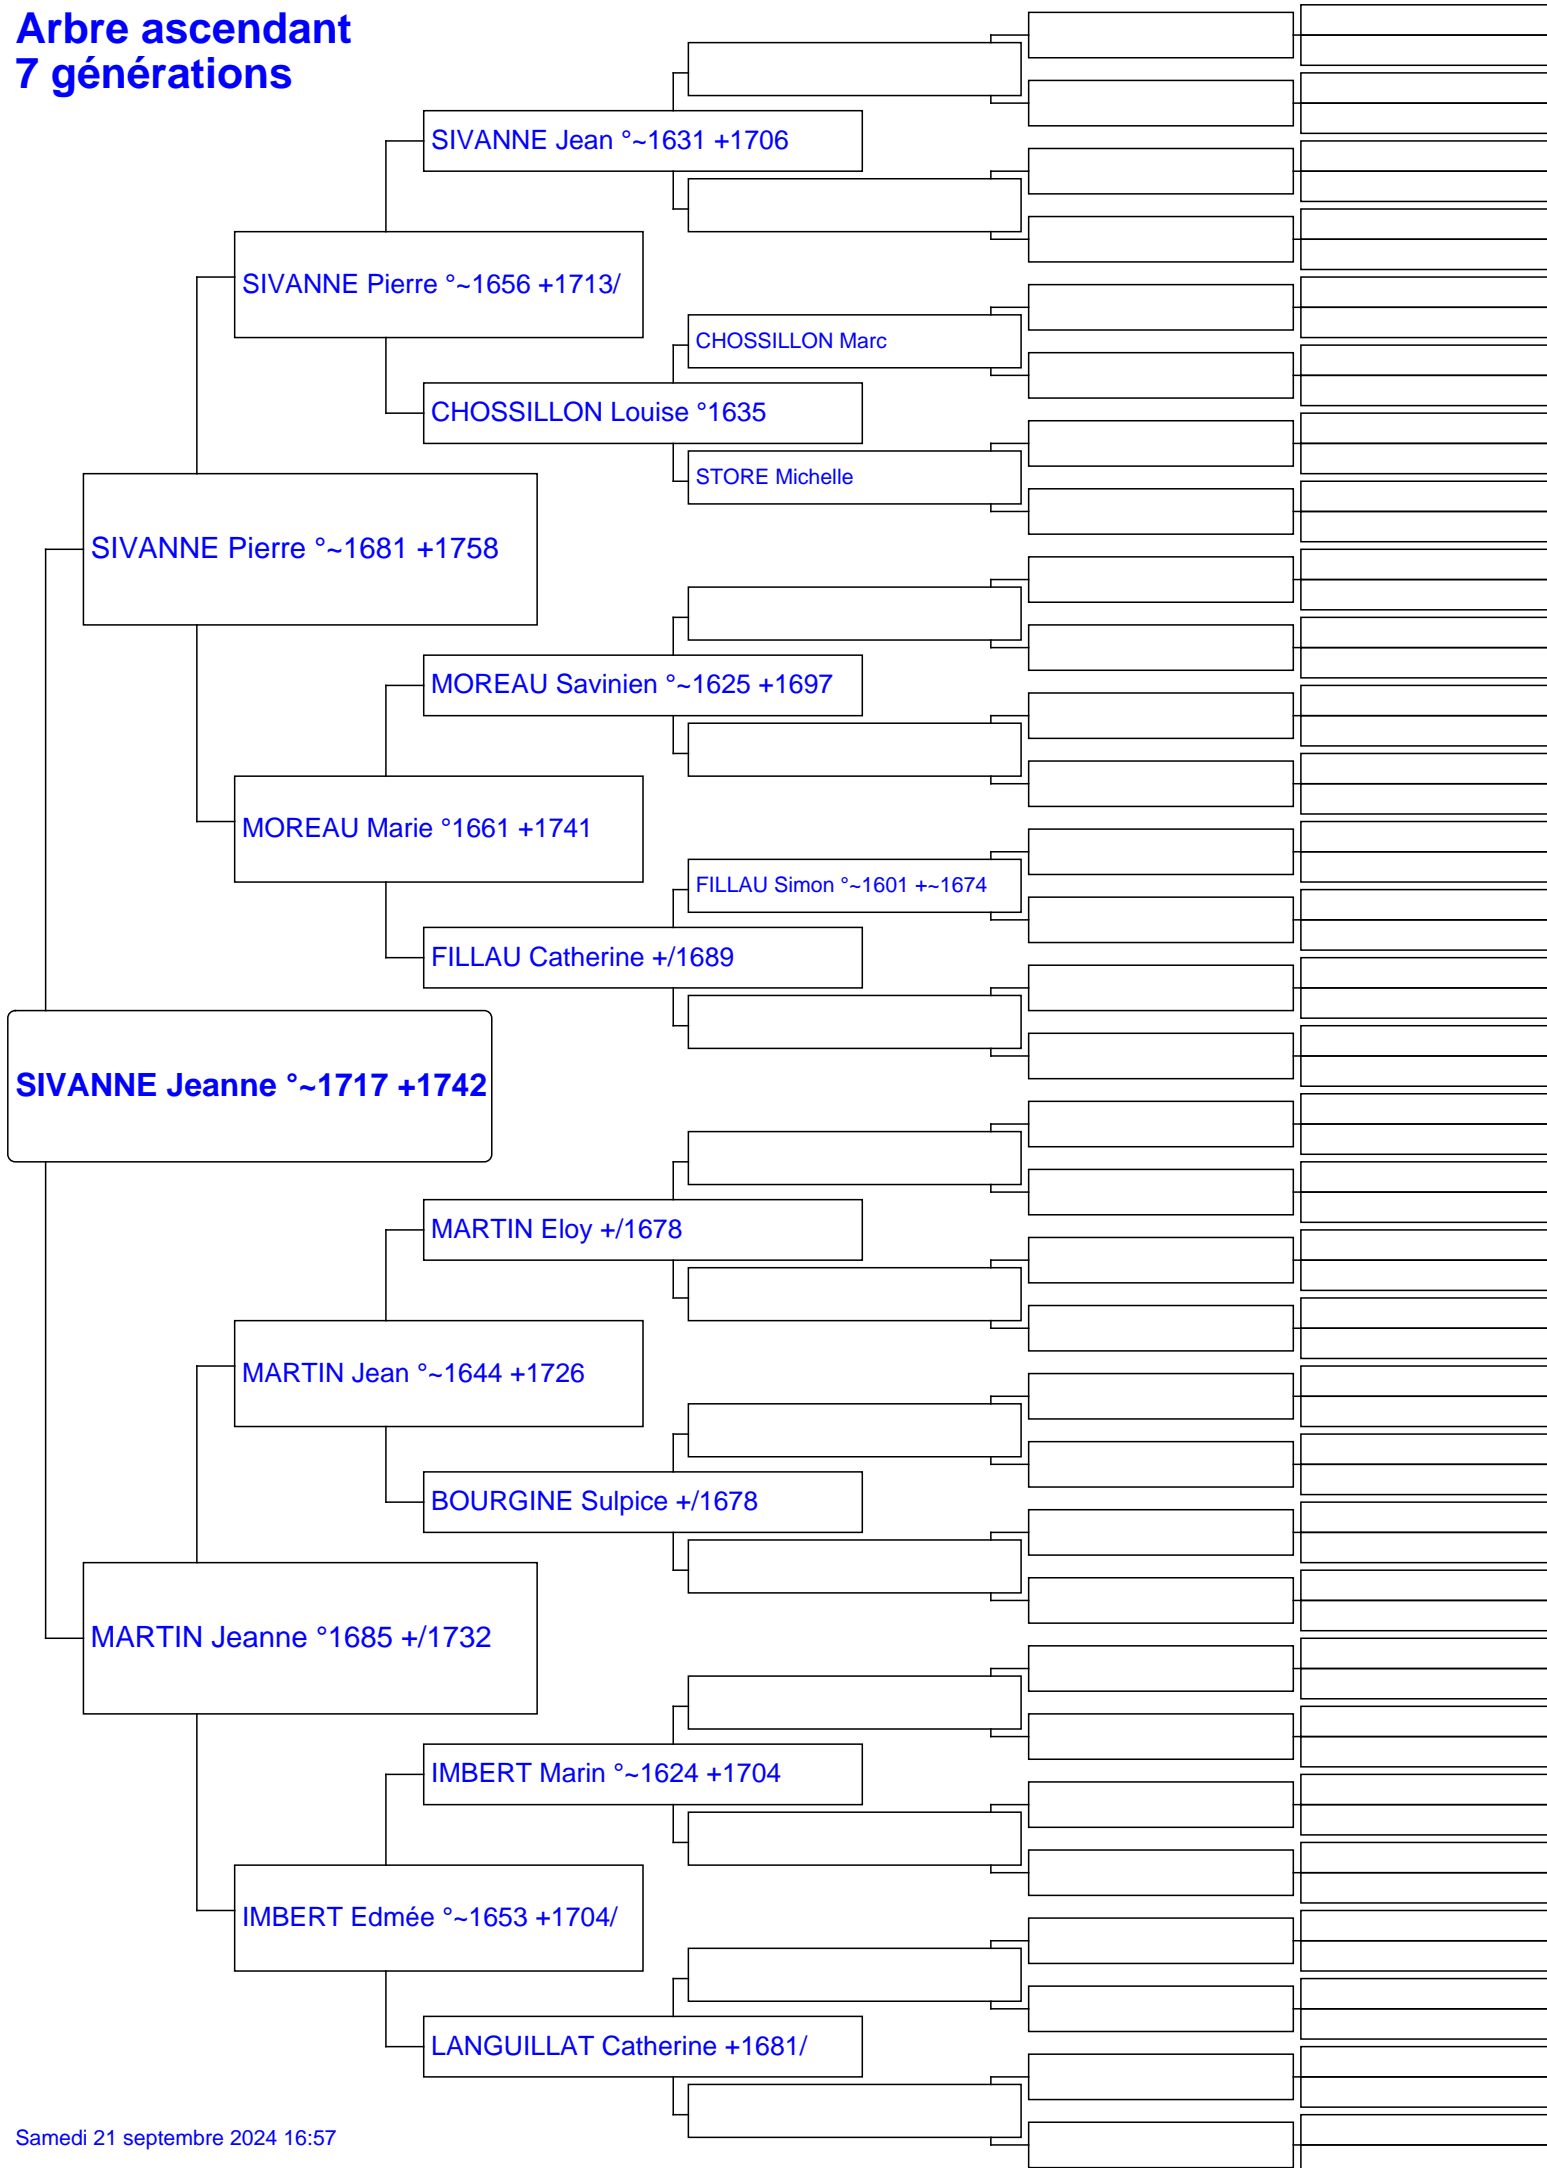 Arbre ascendant
7 générations
SIVANNE Jean °~1631 +1706
SIVANNE Pierre °~1656 +1713/
CHOSSILLON Marc
CHOSSILLON Louise °1635
STORE Michelle
SIVANNE Pierre °~1681 +1758
MOREAU Savinien °~1625 +1697
MOREAU Marie °1661 +1741
FILLAU Simon °~1601 +~1674
FILLAU Catherine +/1689
SIVANNE Jeanne °~1717 +1742
MARTIN Eloy +/1678
MARTIN Jean °~1644 +1726
BOURGINE Sulpice +/1678
MARTIN Jeanne °1685 +/1732
IMBERT Marin °~1624 +1704
IMBERT Edmée °~1653 +1704/
LANGUILLAT Catherine +1681/
Samedi 21 septembre 2024 16:57